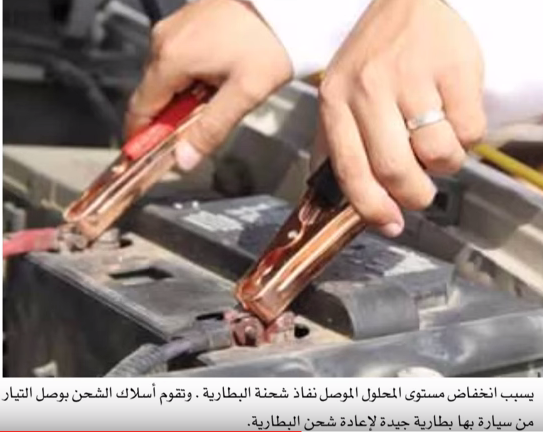 يسبب انخفاض مستوى المحلول الموصل نفاذ شحنة البطارية . وتقوم أسلاك الشحن بوصل التيار
من سيارة بها بطارية جيدة لإعادة شحن البطارية.